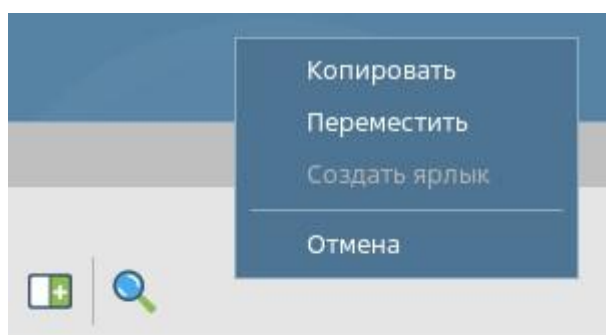 Копировать
Переместить
Создать ярлык
Отмена